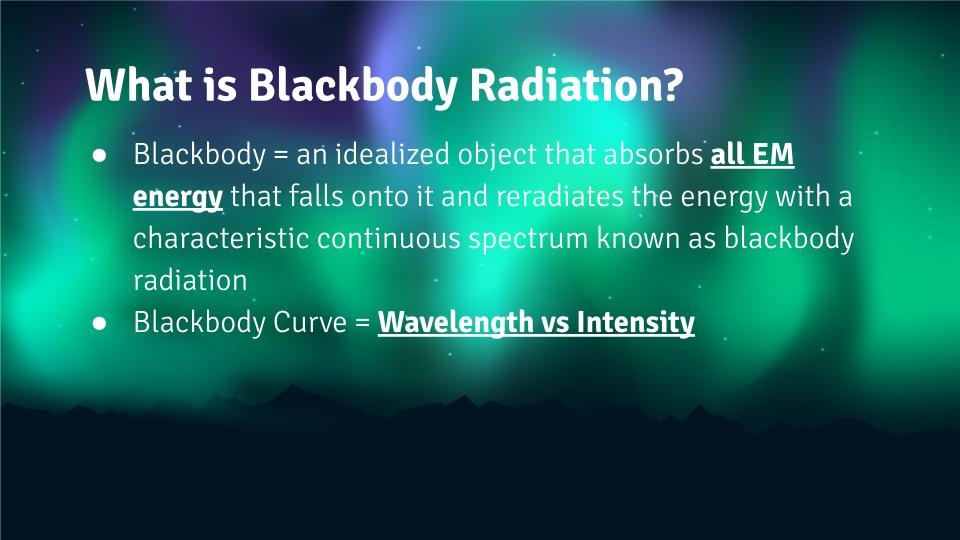 What is Blackbody Radiation?
● Blackbody = an idealized object that absorbs all EM
energy that falls onto it and reradiates the energy with a
characteristic continuous spectrum known as blackbody
radiation
● Blackbody Curve = Wavelength vs Intensity